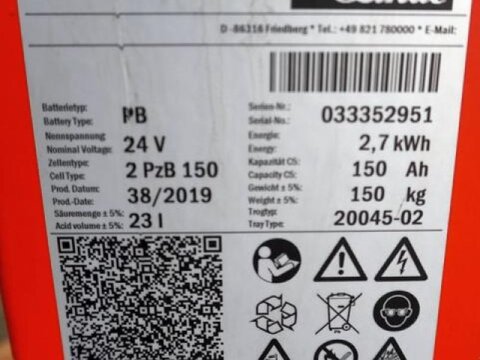 D -86316 Friedberg * Tel.: +49 821 780000 * E-Mail:
Batterietyp:
Battery Type: PB
Serien-Nr.:
Serial-No.: 033352951
Nennspannung:
Nominal Voltage: 24 V
Energie:
Energy: 2,7 kWh
Zellentype:
Cell Type: 2 PzB 150
Kapazität C5:
Capacity C5: 150 Ah
Prod. Datum:
Prod.-Date: 38/2019
Gewicht ± 5%:
Weight ± 5%: 150 kg
Säuremenge ± 5%:
Acid volume ± 5%: 23 l
Trogtyp:
Tray Type: 20045-02